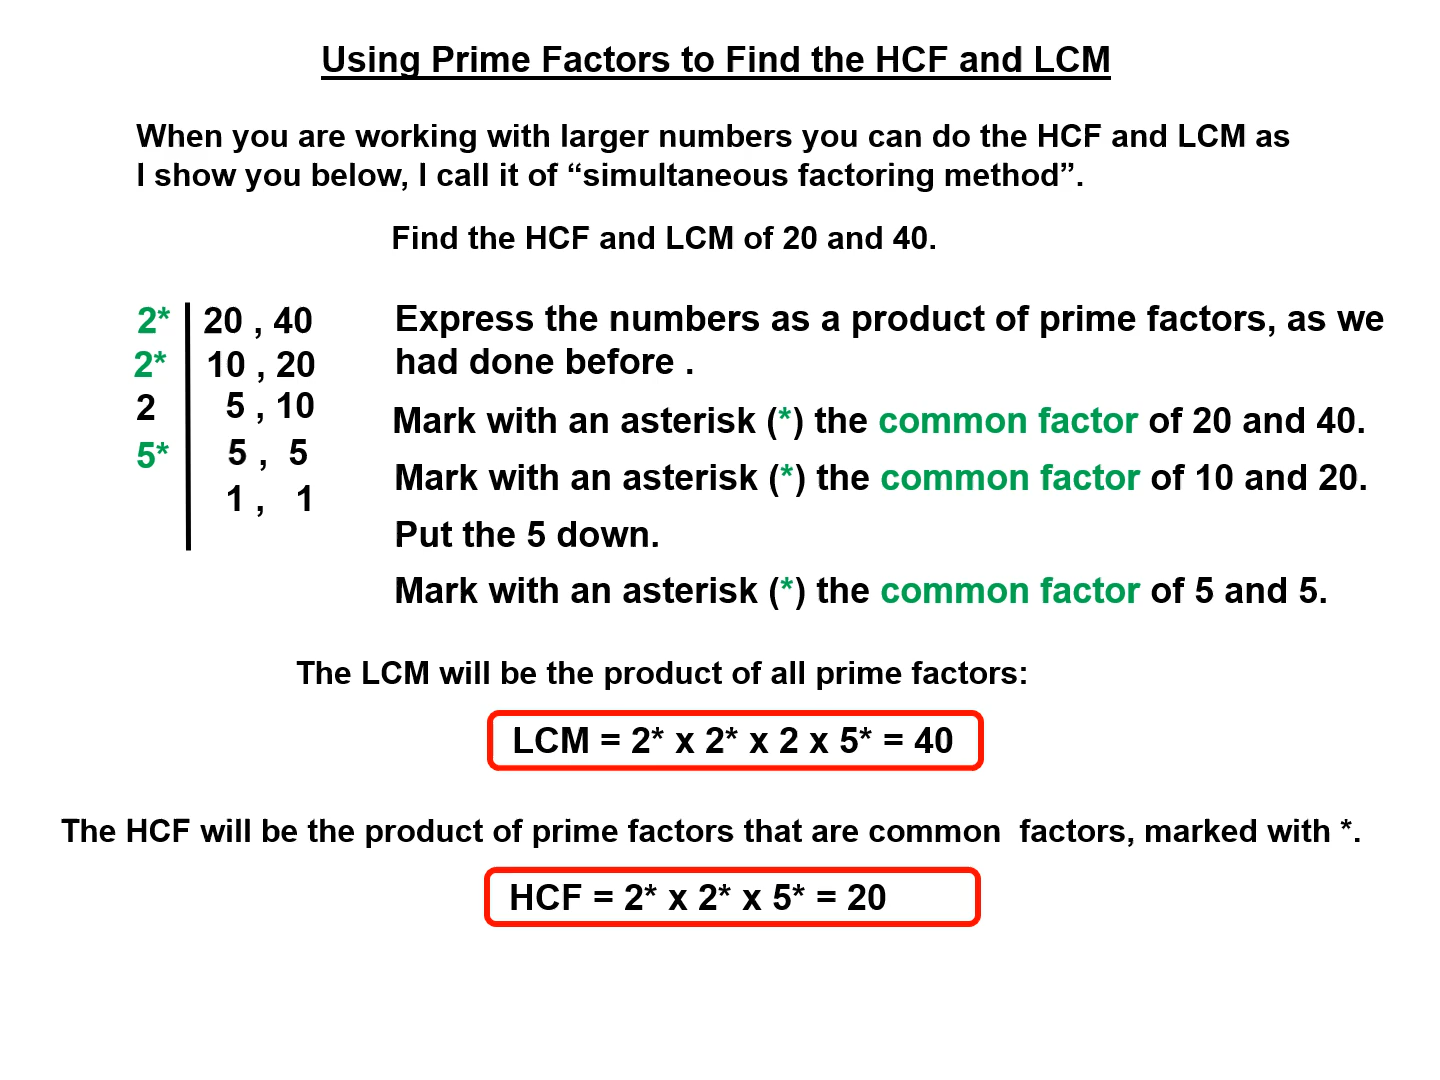 Using Prime Factors to Find the HCF and LCM
When you are working with larger numbers you can do the HCF and LCM as
I show you below, I call it of “simultaneous factoring method”.
Find the HCF and LCM of 20 and 40.
2* 20 , 40
2* 10 , 20
2 5 , 10
5* 5 , 5
1 , 1
Express the numbers as a product of prime factors, as we
had done before .
Mark with an asterisk (*) the common factor of 20 and 40.
Mark with an asterisk (*) the common factor of 10 and 20.
Put the 5 down.
Mark with an asterisk (*) the common factor of 5 and 5.
The LCM will be the product of all prime factors:
LCM = 2* x 2* x 2 x 5* = 40
The HCF will be the product of prime factors that are common  factors, marked with *.
HCF = 2* x 2* x 5* = 20